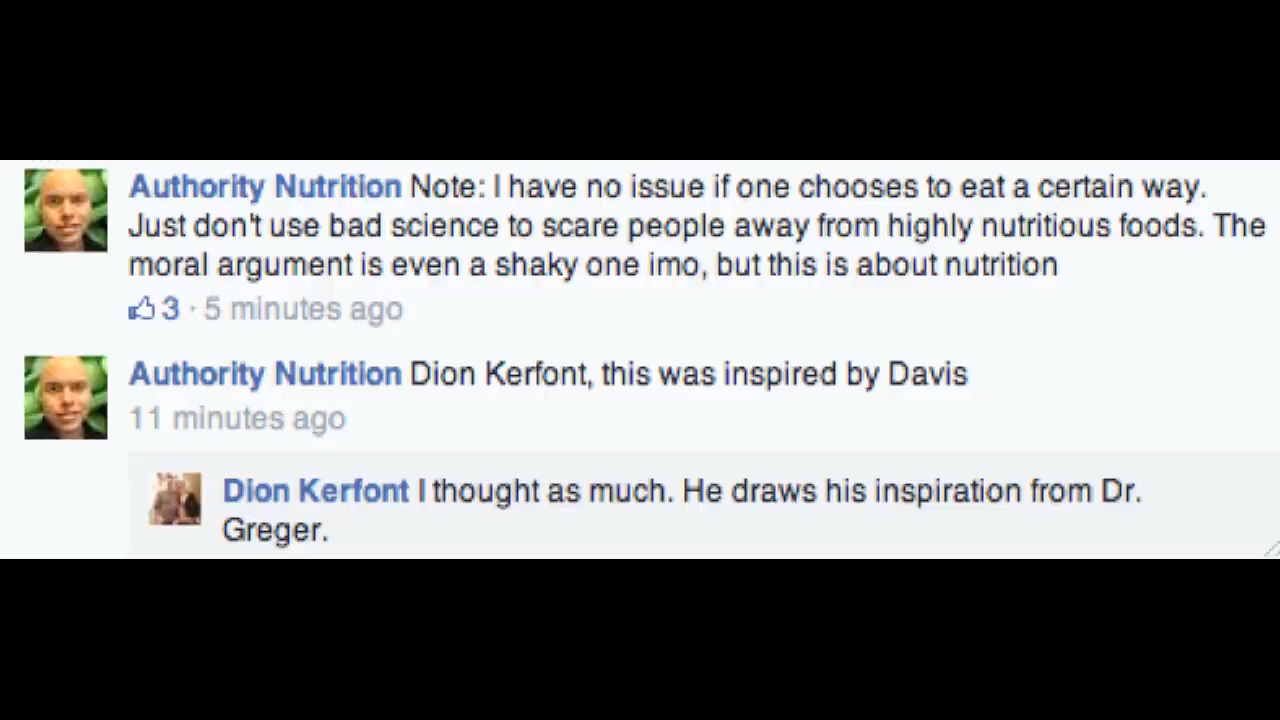 Authority Nutrition Note: I have no issue if one chooses to eat a certain way.
Just don't use bad science to scare people away from highly nutritious foods. The
moral argument is even a shaky one imo, but this is about nutrition
3 · 5 minutes ago
Authority Nutrition Dion Kerfont, this was inspired by Davis
11 minutes ago
Dion Kerfont I thought as much. He draws his inspiration from Dr.
Greger.